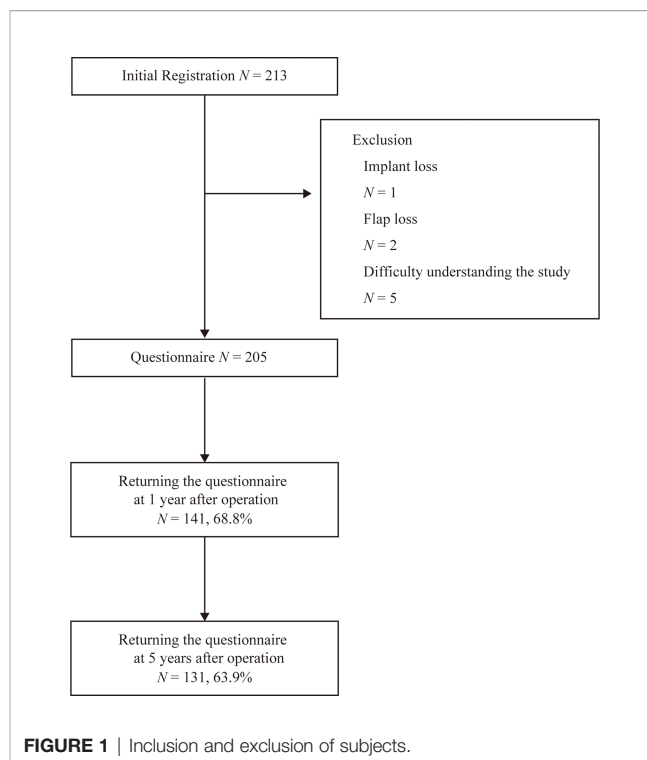 Initial Registration N = 213
Exclusion
Implant loss
N = 1
Flap loss
N = 2
Difficulty understanding the study
N = 5
Questionnaire N = 205
Returning the questionnaire
at 1 year after operation
N = 141, 68.8%
Returning the questionnaire
at 5 years after operation
N = 131, 63.9%
FIGURE 1 | Inclusion and exclusion of subjects.